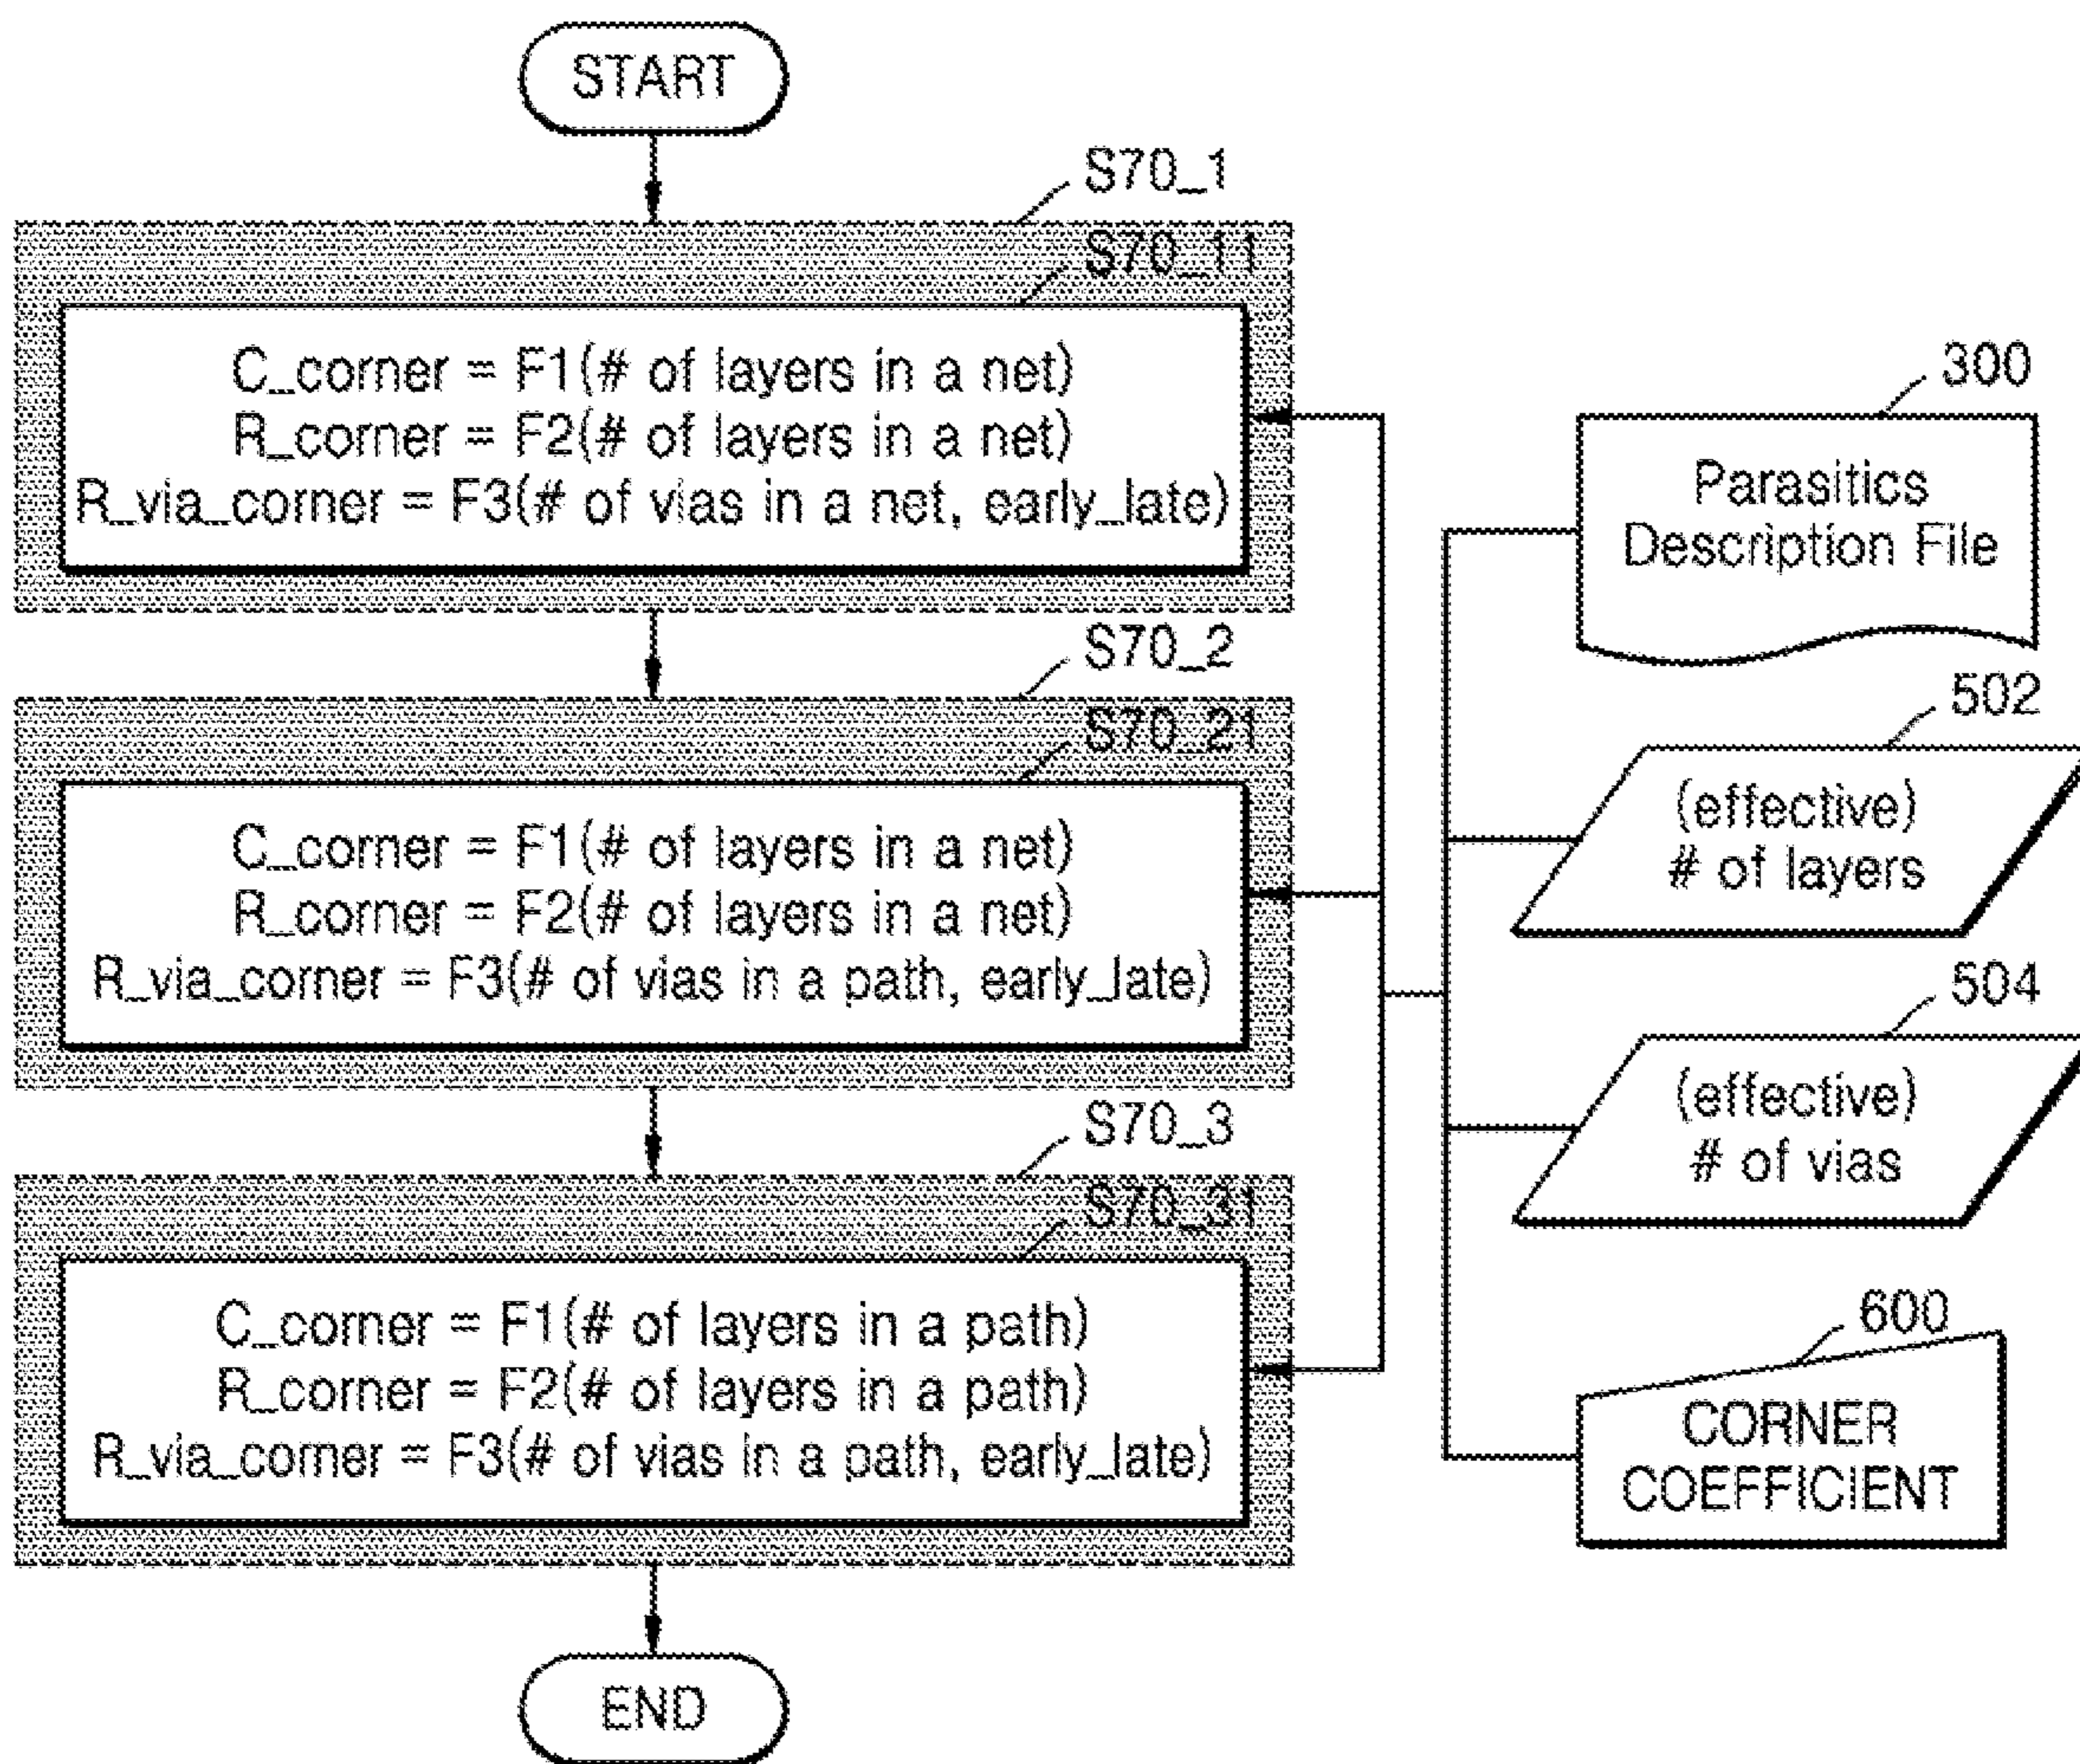 START
S70_1
S70_11
C_corner = F1(# of layers in a net)
R_corner = F2(# of layers in a net)
R_via_corner = F3(# of vias in a net, early_late)
S70_2
S70_21
C_corner = F1(# of layers in a net)
R_corner = F2(# of layers in a net)
R_via_corner = F3(# of vias in a path, early_late)
S70_3
S70_31
C_corner = F1(# of layers in a path)
R_corner = F2(# of layers in a path)
R_via_corner = F3(# of vias in a path, early_late)
END
300
Parasitics
Description File
502
(effective)
# of layers
504
(effective)
# of vias
600
CORNER
COEFFICIENT